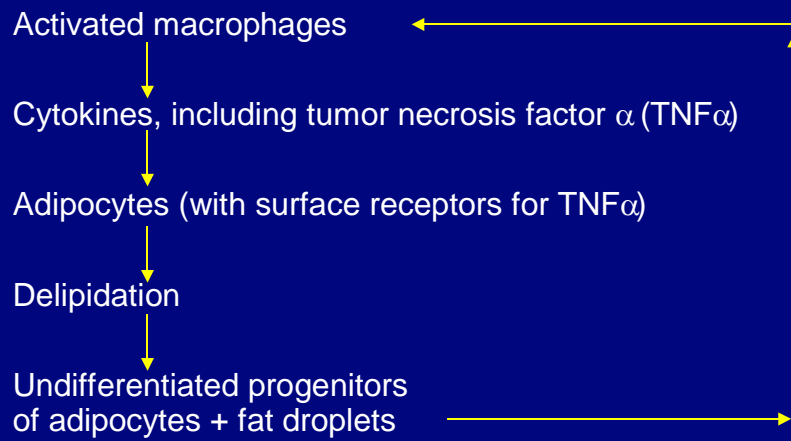 Activated macrophages
Cytokines, including tumor necrosis factor α (TNFα)
Adipocytes (with surface receptors for TNFα)
Delipidation
Undifferentiated progenitors
of adipocytes + fat droplets